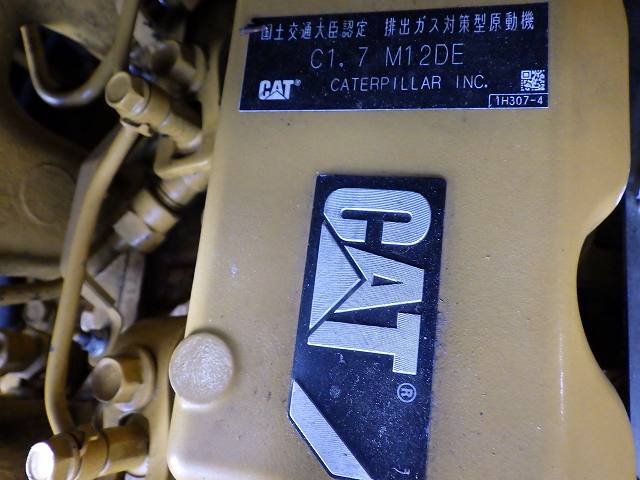 国土交通大臣認定 排出ガス対策型原動機
C1.7 M12DE
CAT® CATERPILLAR INC.
1H307-4
CAT®